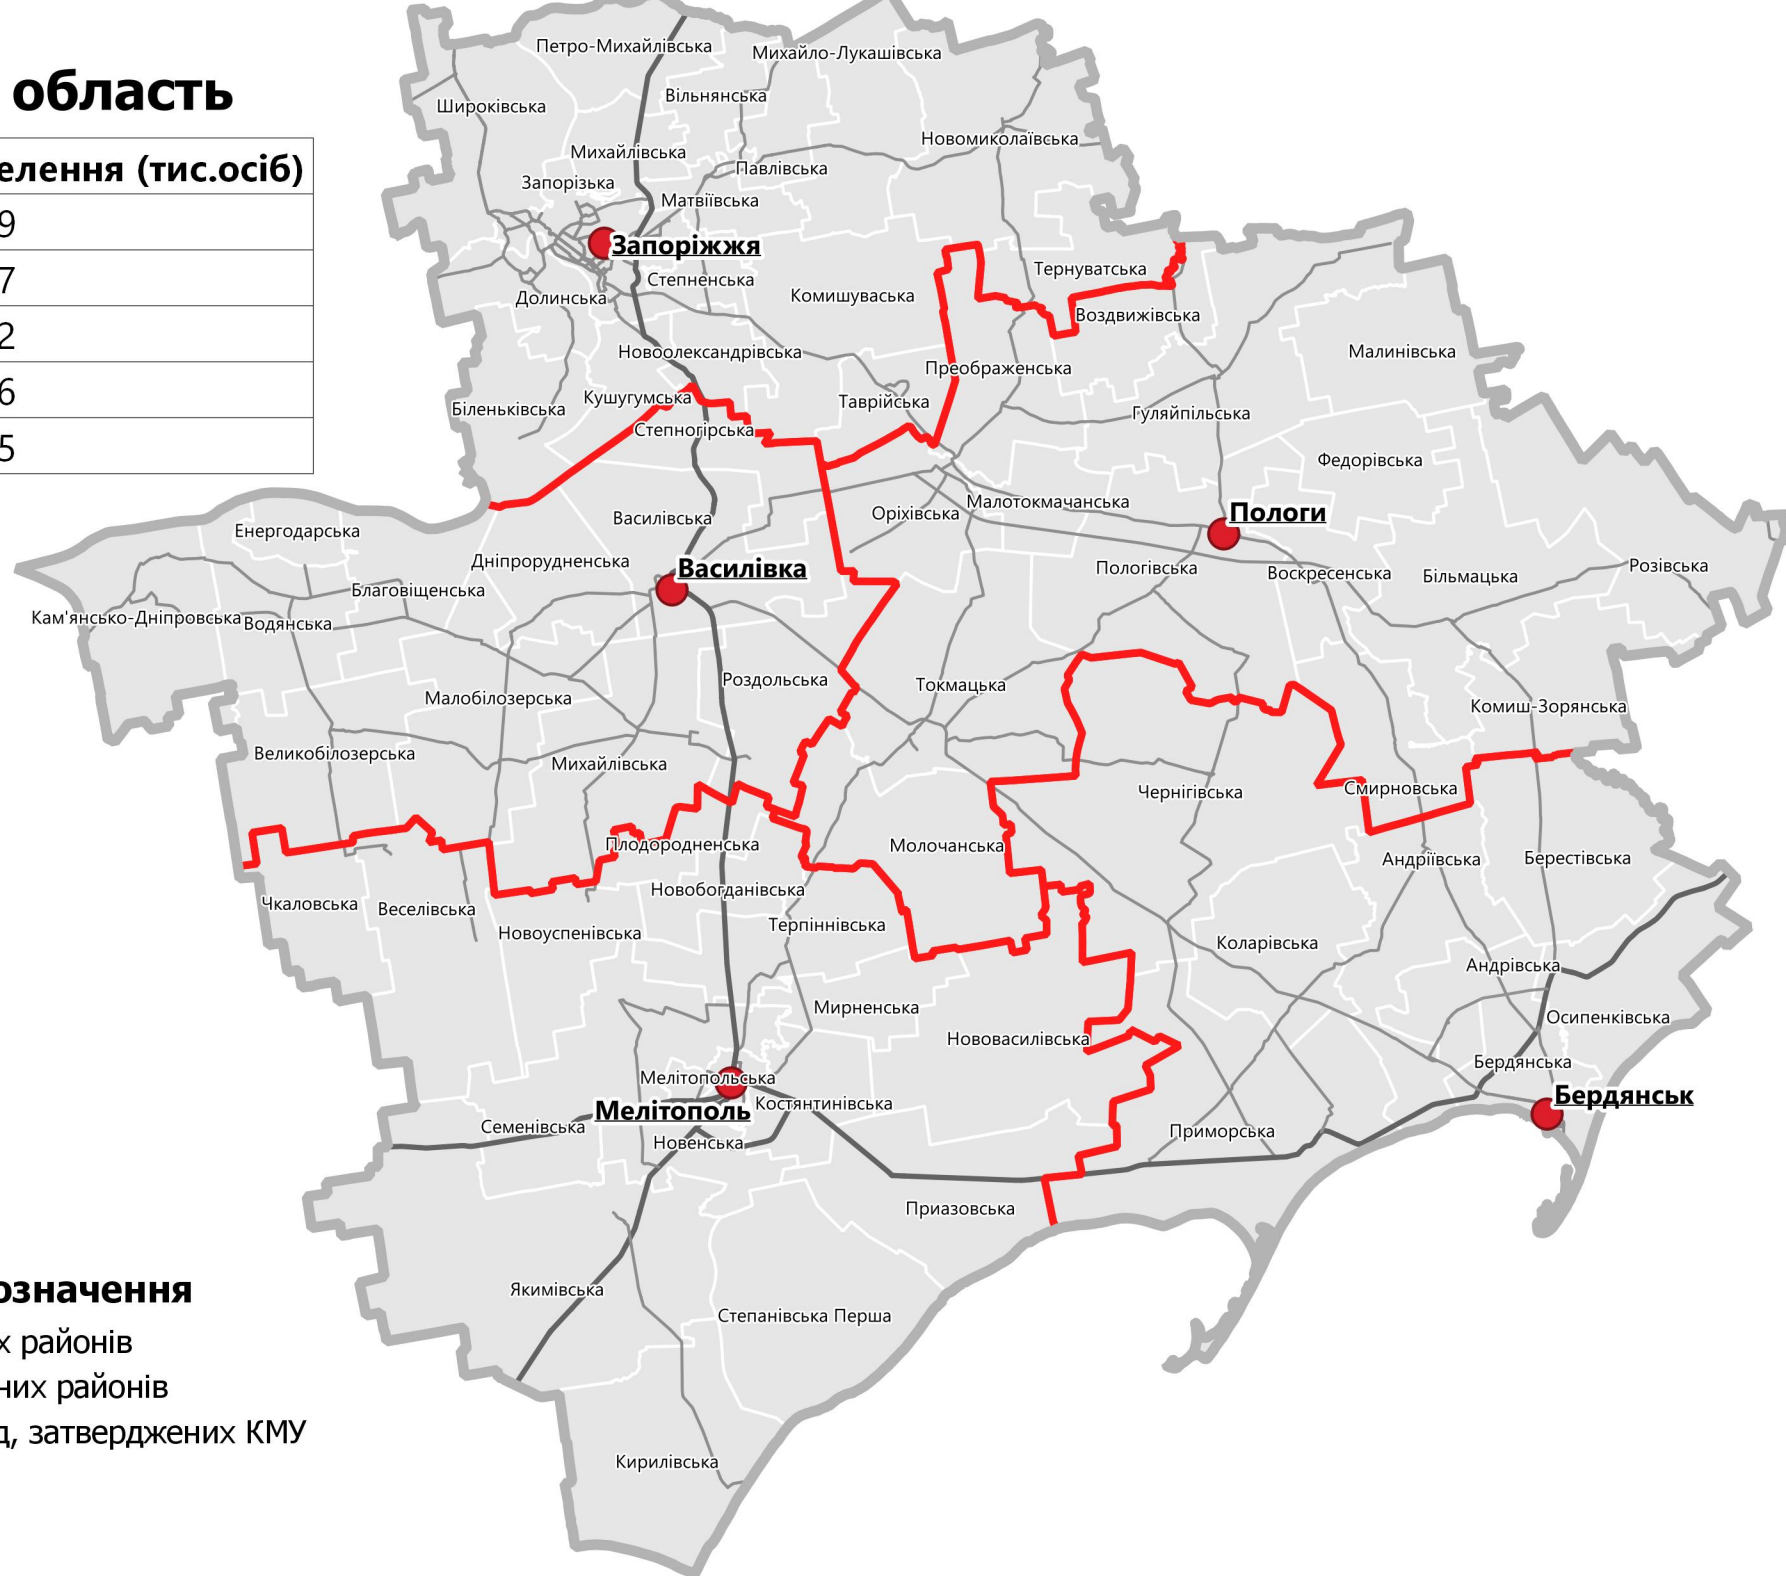 область
елення (тис.осіб)
9
7
2
6
5
Петро-Михайлівська
Михайло-Лукашівська
Широківська
Вільнянська
Новомиколаївська
Михайлівська
Павлівська
Запорізька
Матвіївська
Запоріжжя
Степненська
Тернуватська
Долинська
Комишуваська
Воздвижівська
Новоолександрівська
Малинівська
Преображенська
Кушугумська
Таврійська
Біленьківська
Гуляйпільська
Степногірська
Федорівська
Малотокмачанська
Оріхівська
Пологи
Василівська
Енергодарська
Дніпрорудненська
Василівка
Пологівська
Воскресенська
Більмацька
Розівська
Благовіщенська
Кам'янсько-Дніпровська
Водянська
Роздольська
Токмацька
Малобілозерська
Комиш-Зорянська
Великобілозерська
Михайлівська
Чернігівська
Смирновська
Плодородненська
Молочанська
Андріївська
Берестівська
Новобогданівська
Чкаловська
Веселівська
Новоуспенівська
Терпіннівська
Коларівська
Андрівська
Мирненська
Осипенківська
Нововасилівська
Бердянська
Мелітопольська
Бердянськ
Мелітополь
Костянтинівська
Семенівська
Новенська
Приморська
Приазовська
Якимівська
Степанівська Перша
Кирилівська
означення
х районів
них районів
д, затверджених КМУ